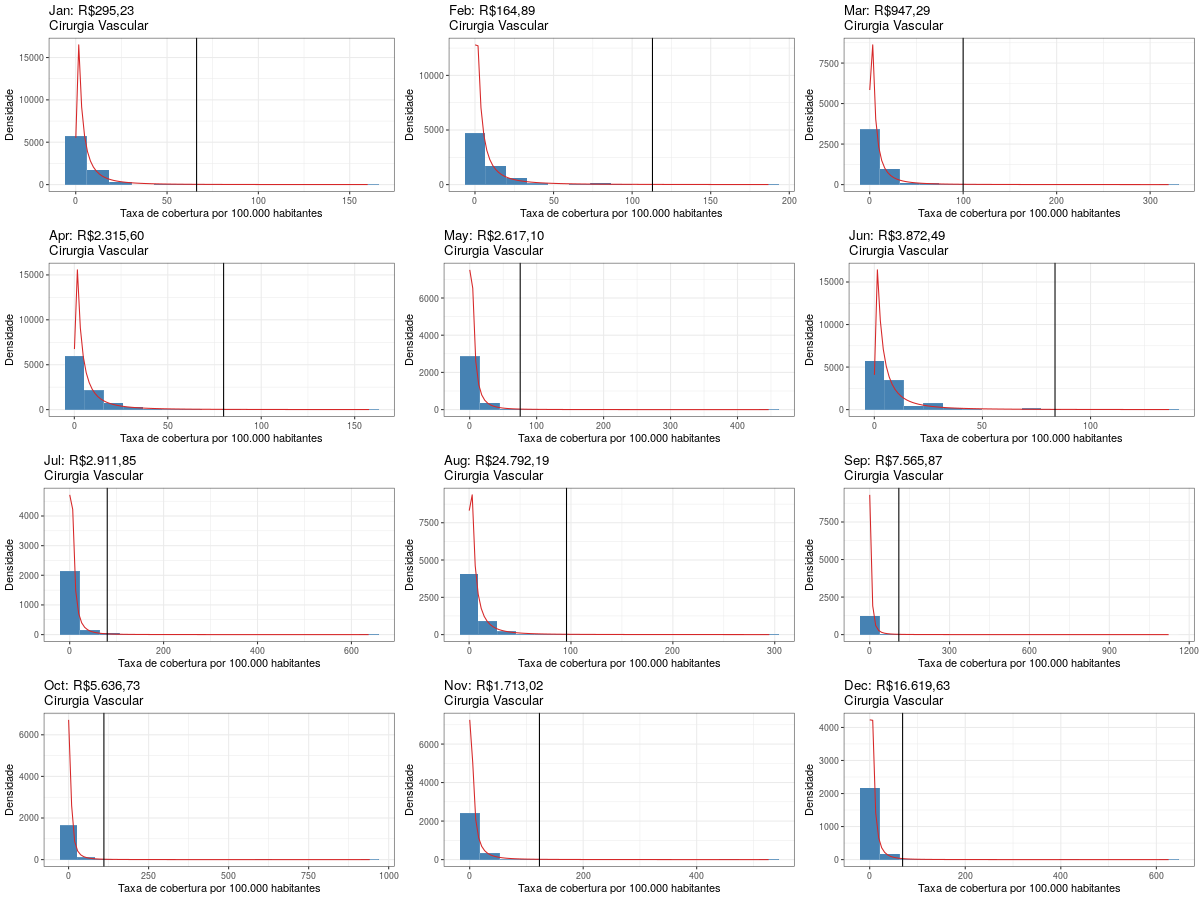 Jan: R$295,23
Cirurgia Vascular
Densidade
15000
10000
5000
0
0 50 100 150
Taxa de cobertura por 100.000 habitantes
Feb: R$164,89
Cirurgia Vascular
Densidade
10000
5000
0
0 50 100 150 200
Taxa de cobertura por 100.000 habitantes
Mar: R$947,29
Cirurgia Vascular
Densidade
7500
5000
2500
0
0 100 200 300
Taxa de cobertura por 100.000 habitantes
Apr: R$2.315,60
Cirurgia Vascular
Densidade
15000
10000
5000
0
0 50 100 150
Taxa de cobertura por 100.000 habitantes
May: R$2.617,10
Cirurgia Vascular
Densidade
6000
4000
2000
0
0 100 200 300 400
Taxa de cobertura por 100.000 habitantes
Jun: R$3.872,49
Cirurgia Vascular
Densidade
15000
10000
5000
0
0 50 100
Taxa de cobertura por 100.000 habitantes
Jul: R$2.911,85
Cirurgia Vascular
Densidade
4000
3000
2000
1000
0
0 200 400 600
Taxa de cobertura por 100.000 habitantes
Aug: R$24.792,19
Cirurgia Vascular
Densidade
7500
5000
2500
0
0 100 200 300
Taxa de cobertura por 100.000 habitantes
Sep: R$7.565,87
Cirurgia Vascular
Densidade
7500
5000
2500
0
0 300 600 900 1200
Taxa de cobertura por 100.000 habitantes
Oct: R$5.636,73
Cirurgia Vascular
Densidade
6000
4000
2000
0
0 250 500 750 1000
Taxa de cobertura por 100.000 habitantes
Nov: R$1.713,02
Cirurgia Vascular
Densidade
6000
4000
2000
0
0 200 400
Taxa de cobertura por 100.000 habitantes
Dec: R$16.619,63
Cirurgia Vascular
Densidade
4000
3000
2000
1000
0
0 200 400 600
Taxa de cobertura por 100.000 habitantes